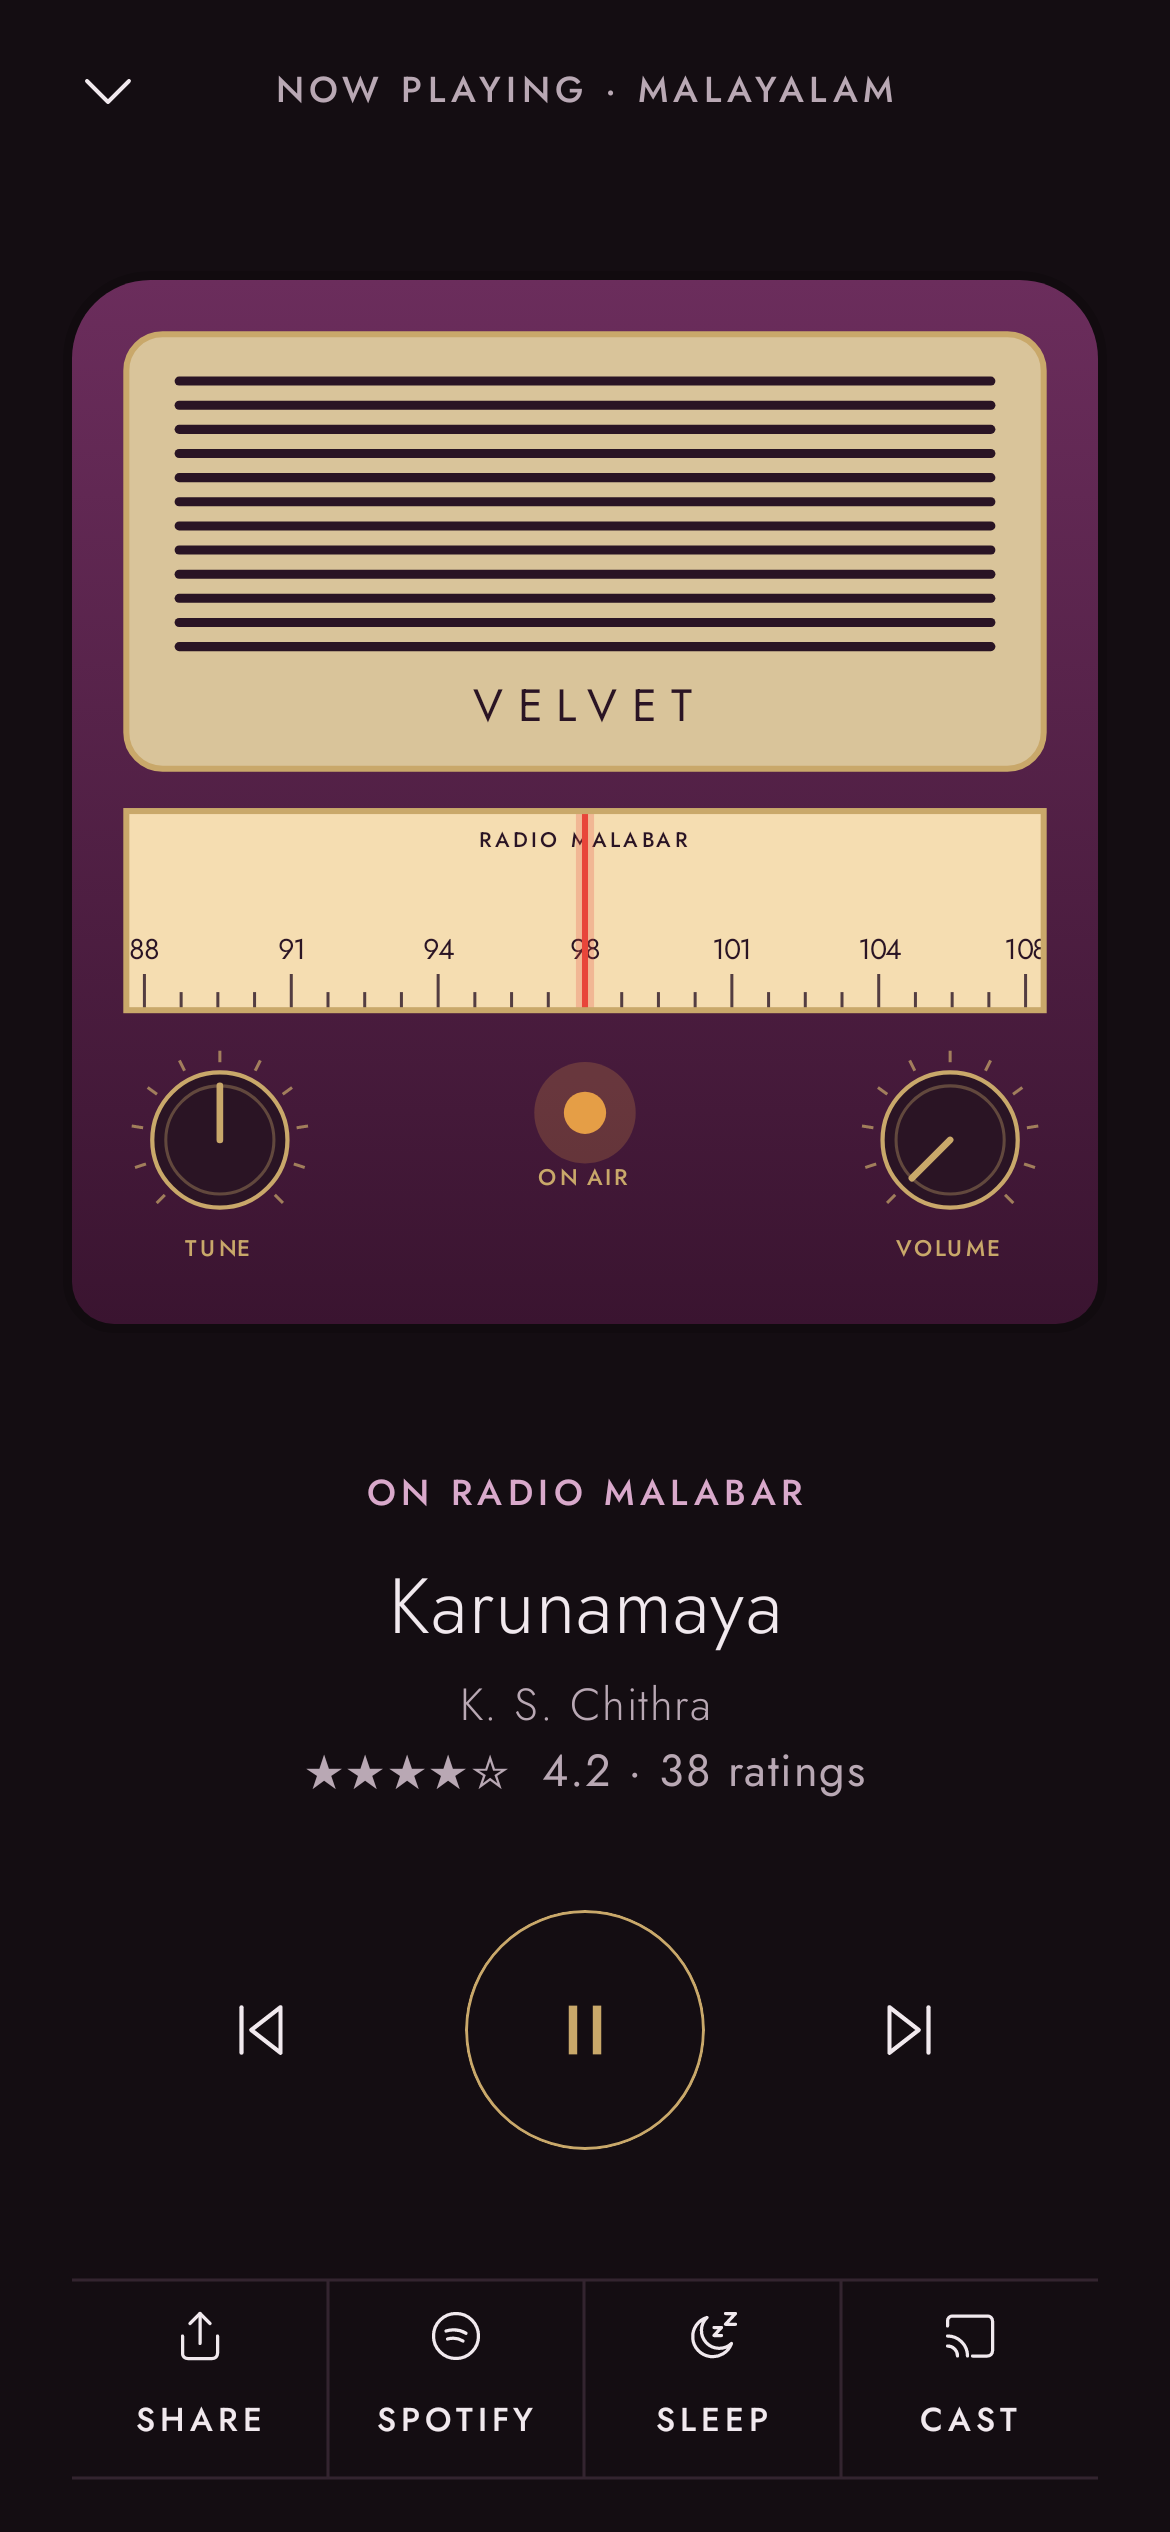 NOW PLAYING · MALAYALAM
VELVET
RADIO MALABAR
88 91 94 98 101 104 108
ON AIR
TUNE VOLUME
ON RADIO MALABAR
Karunamaya
K. S. Chithra
★★★★☆ 4.2 · 38 ratings
SHARE SPOTIFY SLEEP CAST